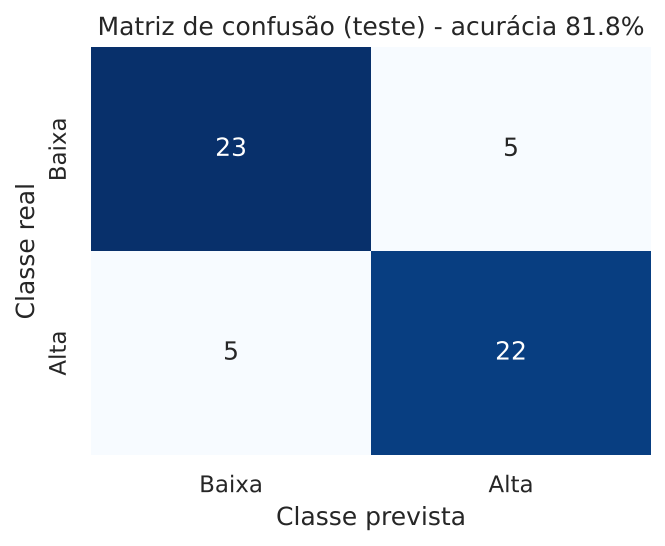 Matriz de confusão (teste) - acurácia 81.8%
Classe real
Baixa
23
5
Alta
5
22
Baixa
Alta
Classe prevista